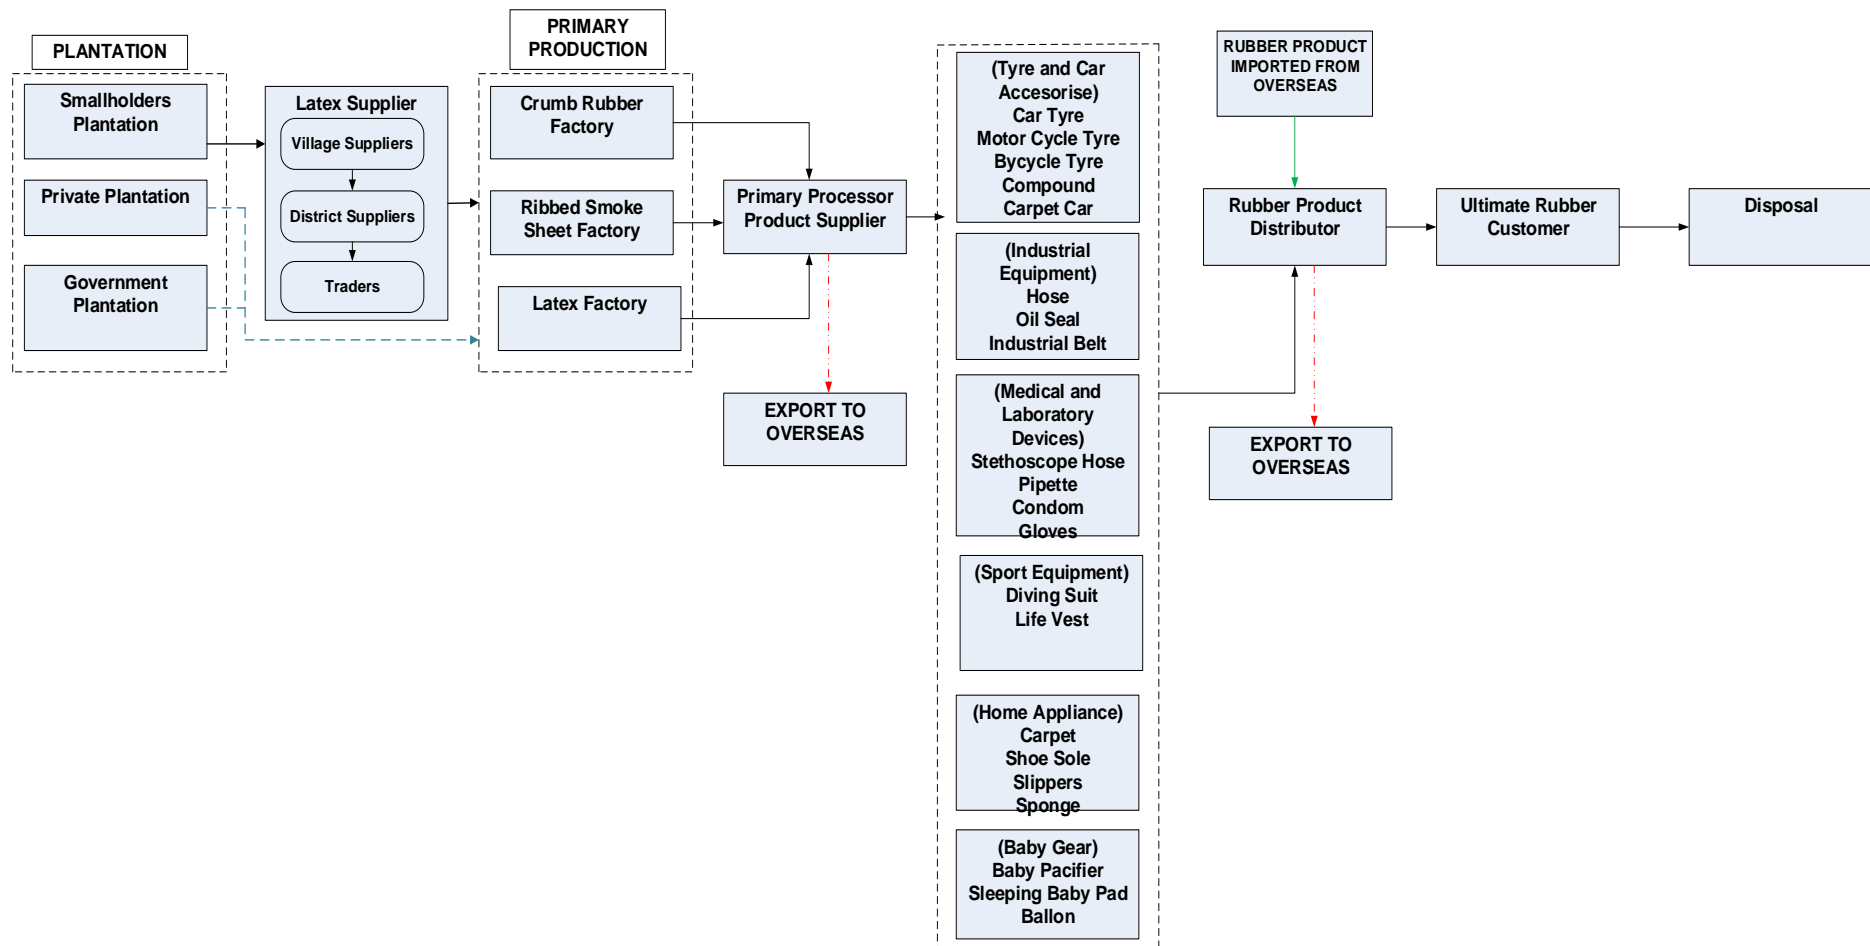 PLANTATION
Smallholders
Plantation
Private Plantation
Government
Plantation
Latex Supplier
Village Suppliers
District Suppliers
Traders
PRIMARY
PRODUCTION
Crumb Rubber
Factory
Ribbed Smoke
Sheet Factory
Latex Factory
Primary Processor
Product Supplier
EXPORT TO
OVERSEAS
(Tyre and Car
Accesorise)
Car Tyre
Motor Cycle Tyre
Bycycle Tyre
Compound
Carpet Car
(Industrial
Equipment)
Hose
Oil Seal
Industrial Belt
(Medical and
Laboratory
Devices)
Stethoscope Hose
Pipette
Condom
Gloves
(Sport Equipment)
Diving Suit
Life Vest
(Home Appliance)
Carpet
Shoe Sole
Slippers
Sponge
(Baby Gear)
Baby Pacifier
Sleeping Baby Pad
Ballon
RUBBER PRODUCT
IMPORTED FROM
OVERSEAS
Rubber Product
Distributor
EXPORT TO
OVERSEAS
Ultimate Rubber
Customer
Disposal